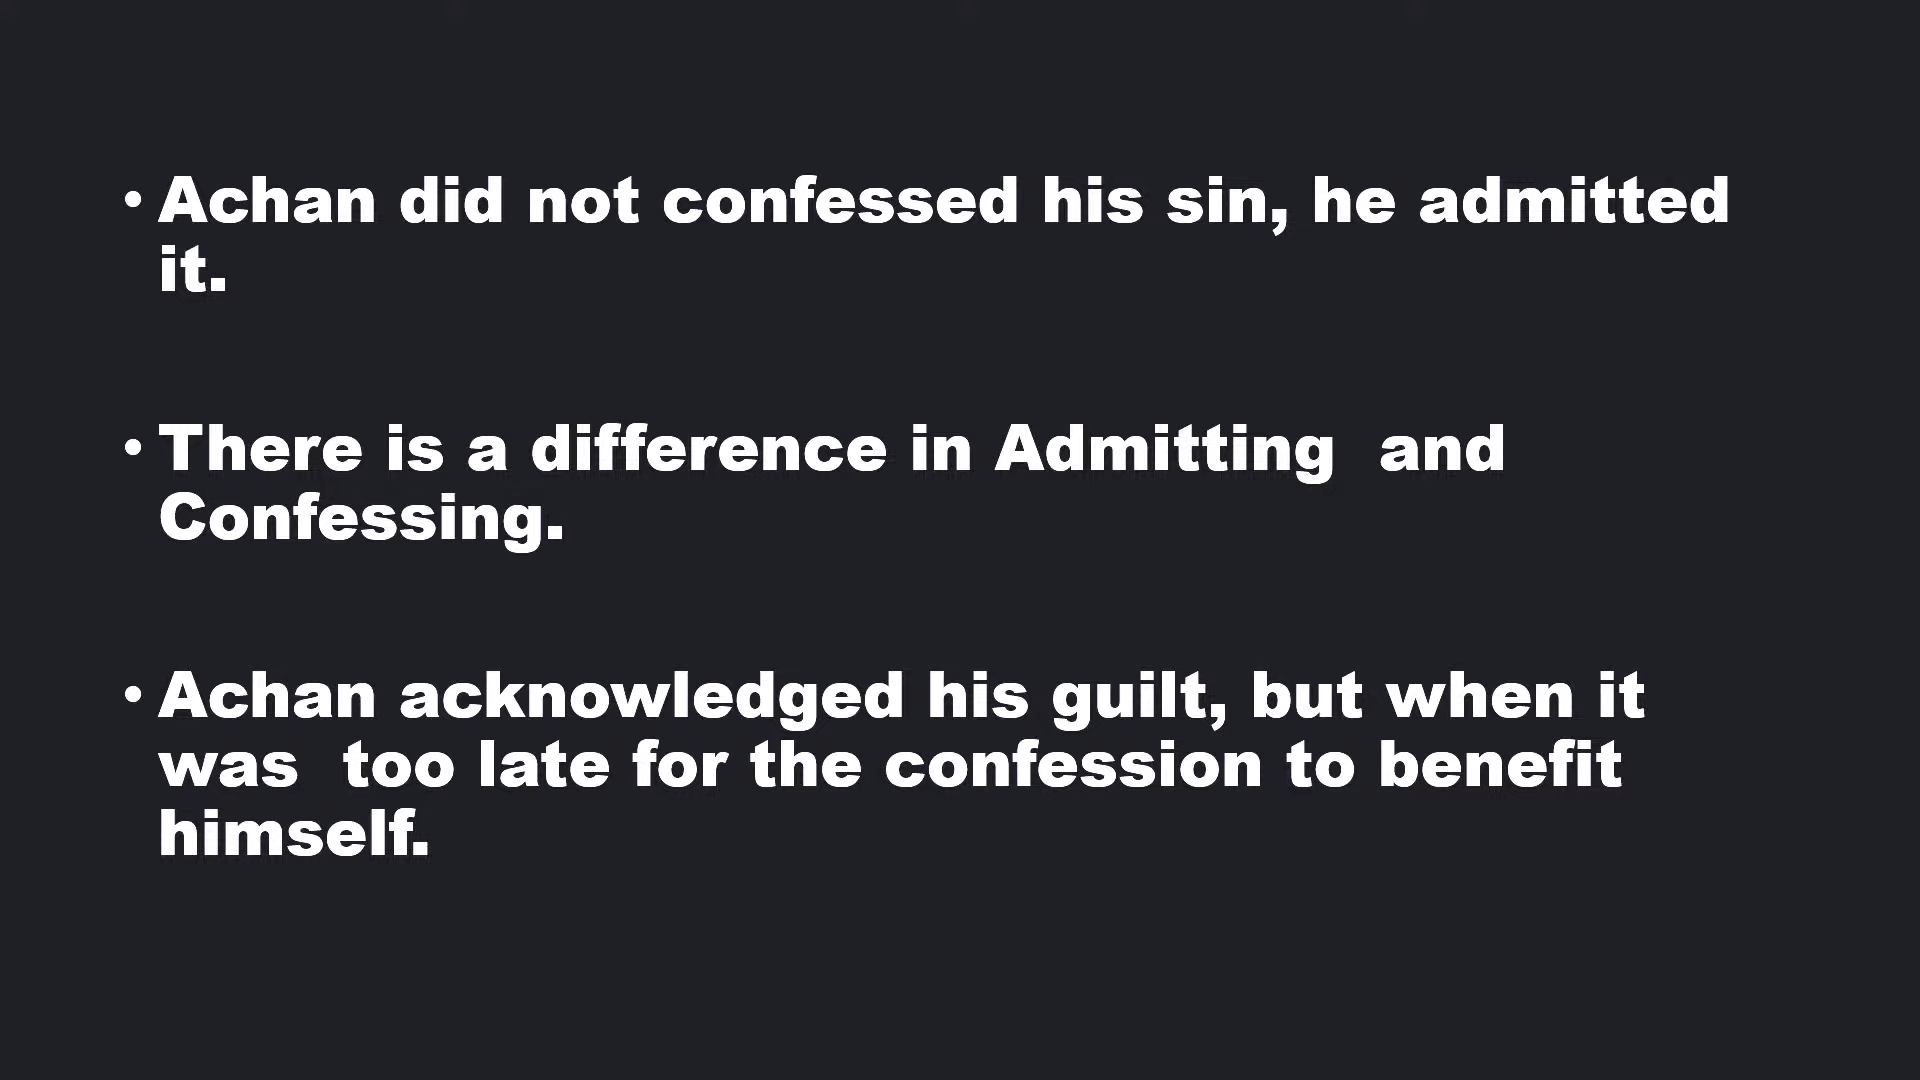 • Achan did not confessed his sin, he admitted
it.
• There is a difference in Admitting  and
Confessing.
• Achan acknowledged his guilt, but when it
was  too late for the confession to benefit
himself.